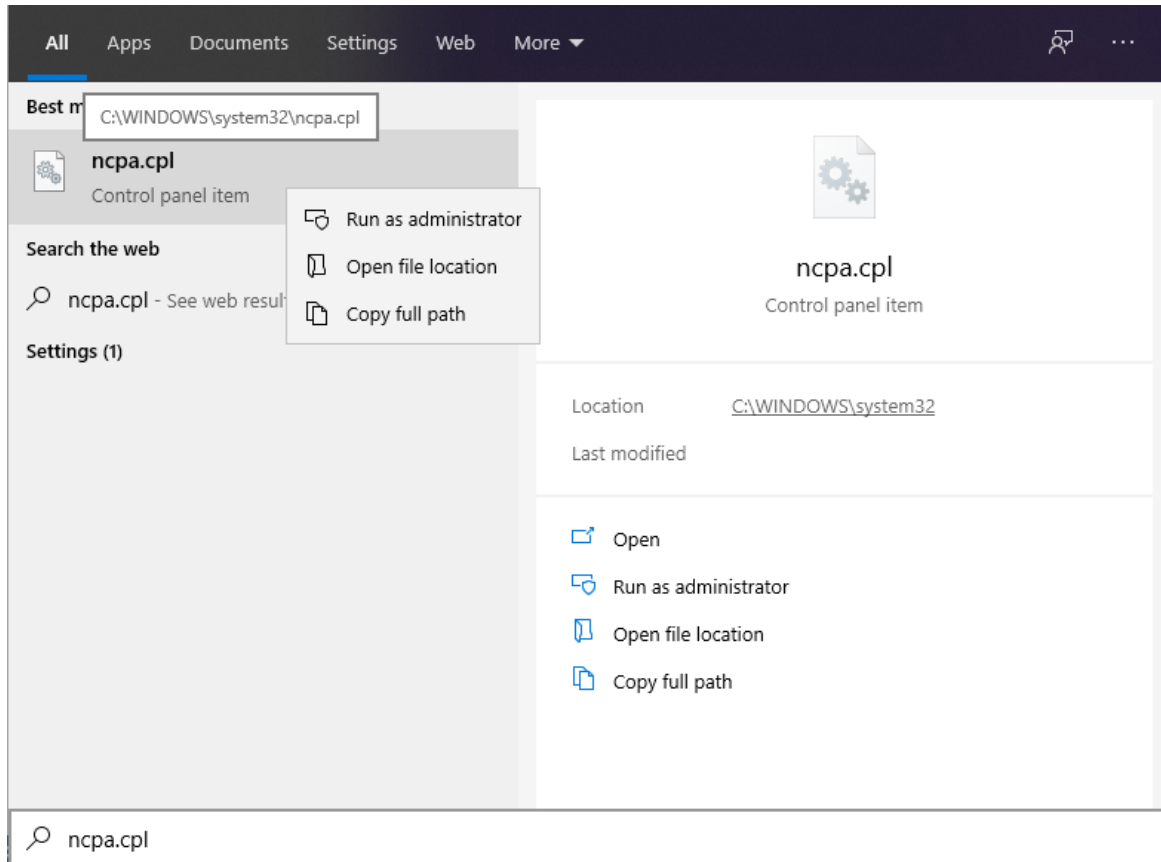 All Apps Documents Settings Web More
Best m
C:\WINDOWS\system32\ncpa.cpl
ncpa.cpl
Control panel item
Run as administrator
Open file location
Copy full path
Search the web
ncpa.cpl - See web resul
Settings (1)
ncpa.cpl
Control panel item
Location C:\WINDOWS\system32
Last modified
Open
Run as administrator
Open file location
Copy full path
ncpa.cpl